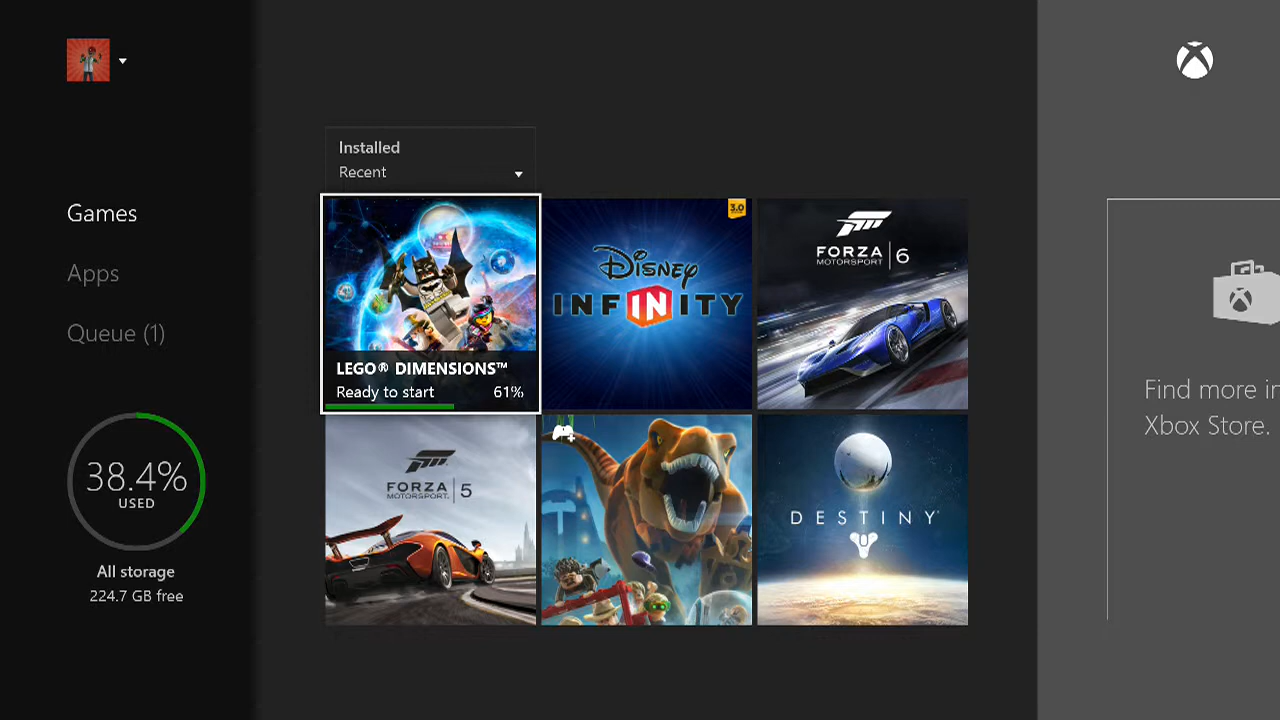 Installed
Recent
Games
Apps
Queue (1)
38.4%
USED
All storage
224.7 GB free
LEGO® DIMENSIONS™
Ready to start 61%
3.0
DISNEY
INFINITY
FORZA
MOTORSPORT 6
FORZA
MOTORSPORT 5
DESTINY
Find more in
Xbox Store.